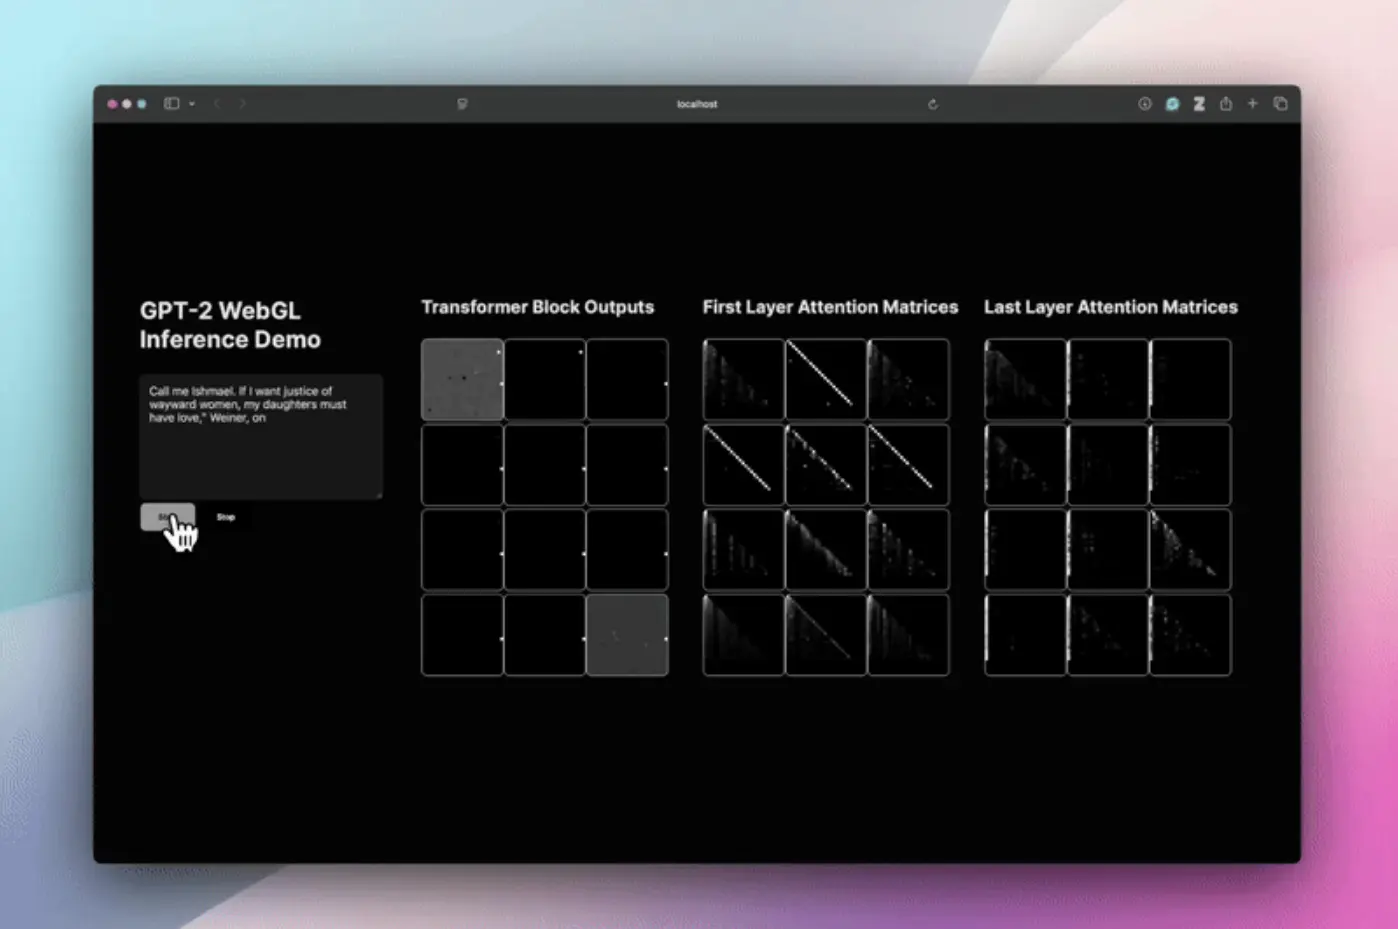 localhost
GPT-2 WebGL
Inference Demo
Call me Ishmael. If I want justice of
wayward women, my daughters must
have love," Weiner, on
Stop
Transformer Block Outputs
First Layer Attention Matrices
Last Layer Attention Matrices